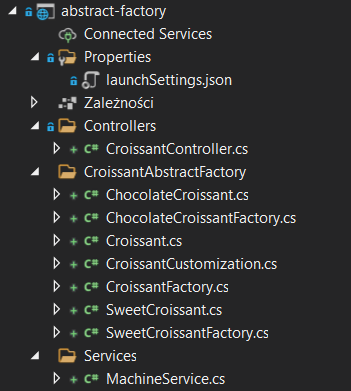 abstract-factory
Connected Services
Properties
launchSettings.json
Zależności
Controllers
C# CroissantController.cs
CroissantAbstractFactory
C# ChocolateCroissant.cs
C# ChocolateCroissantFactory.cs
C# Croissant.cs
C# CroissantCustomization.cs
C# CroissantFactory.cs
C# SweetCroissant.cs
C# SweetCroissantFactory.cs
Services
C# MachineService.cs